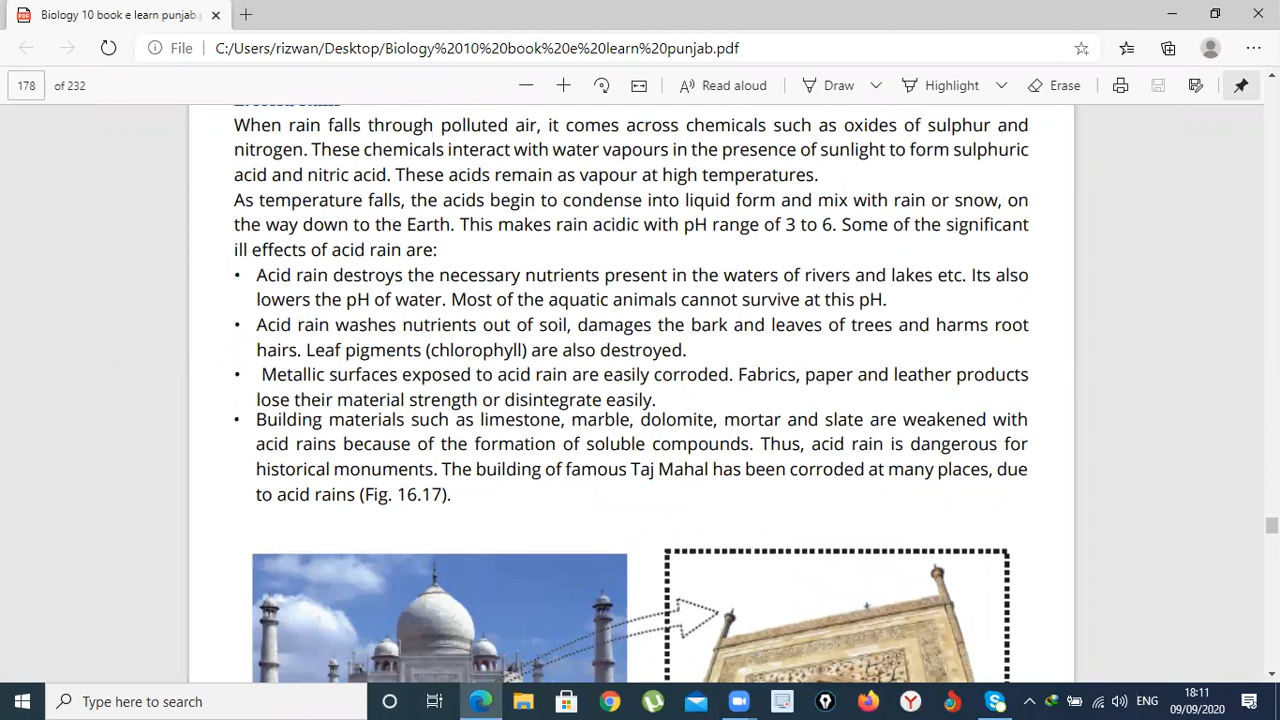 Biology 10 book e learn punjab.p
File
C:/Users/rizwan/Desktop/Biology%2010%20book%20e%20learn%20punjab.pdf
178 of 232
Read aloud
Draw
Highlight
Erase
When rain falls through polluted air, it comes across chemicals such as oxides of sulphur and
nitrogen. These chemicals interact with water vapours in the presence of sunlight to form sulphuric
acid and nitric acid. These acids remain as vapour at high temperatures.
As temperature falls, the acids begin to condense into liquid form and mix with rain or snow, on
the way down to the Earth. This makes rain acidic with pH range of 3 to 6. Some of the significant
ill effects of acid rain are:
• Acid rain destroys the necessary nutrients present in the waters of rivers and lakes etc. Its also
lowers the pH of water. Most of the aquatic animals cannot survive at this pH.
• Acid rain washes nutrients out of soil, damages the bark and leaves of trees and harms root
hairs. Leaf pigments (chlorophyll) are also destroyed.
• Metallic surfaces exposed to acid rain are easily corroded. Fabrics, paper and leather products
lose their material strength or disintegrate easily.
• Building materials such as limestone, marble, dolomite, mortar and slate are weakened with
acid rains because of the formation of soluble compounds. Thus, acid rain is dangerous for
historical monuments. The building of famous Taj Mahal has been corroded at many places, due
to acid rains (Fig. 16.17).
Type here to search
ENG
18:11
09/09/2020